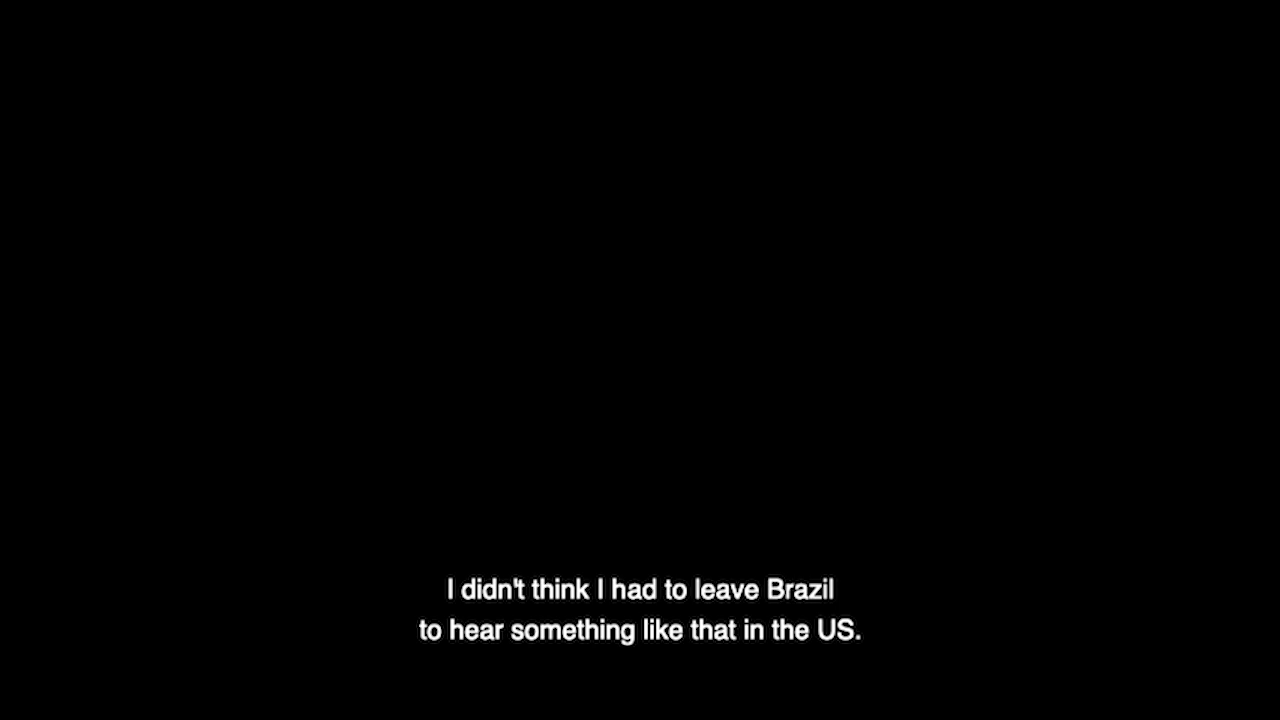 I didn't think I had to leave Brazil
to hear something like that in the US.